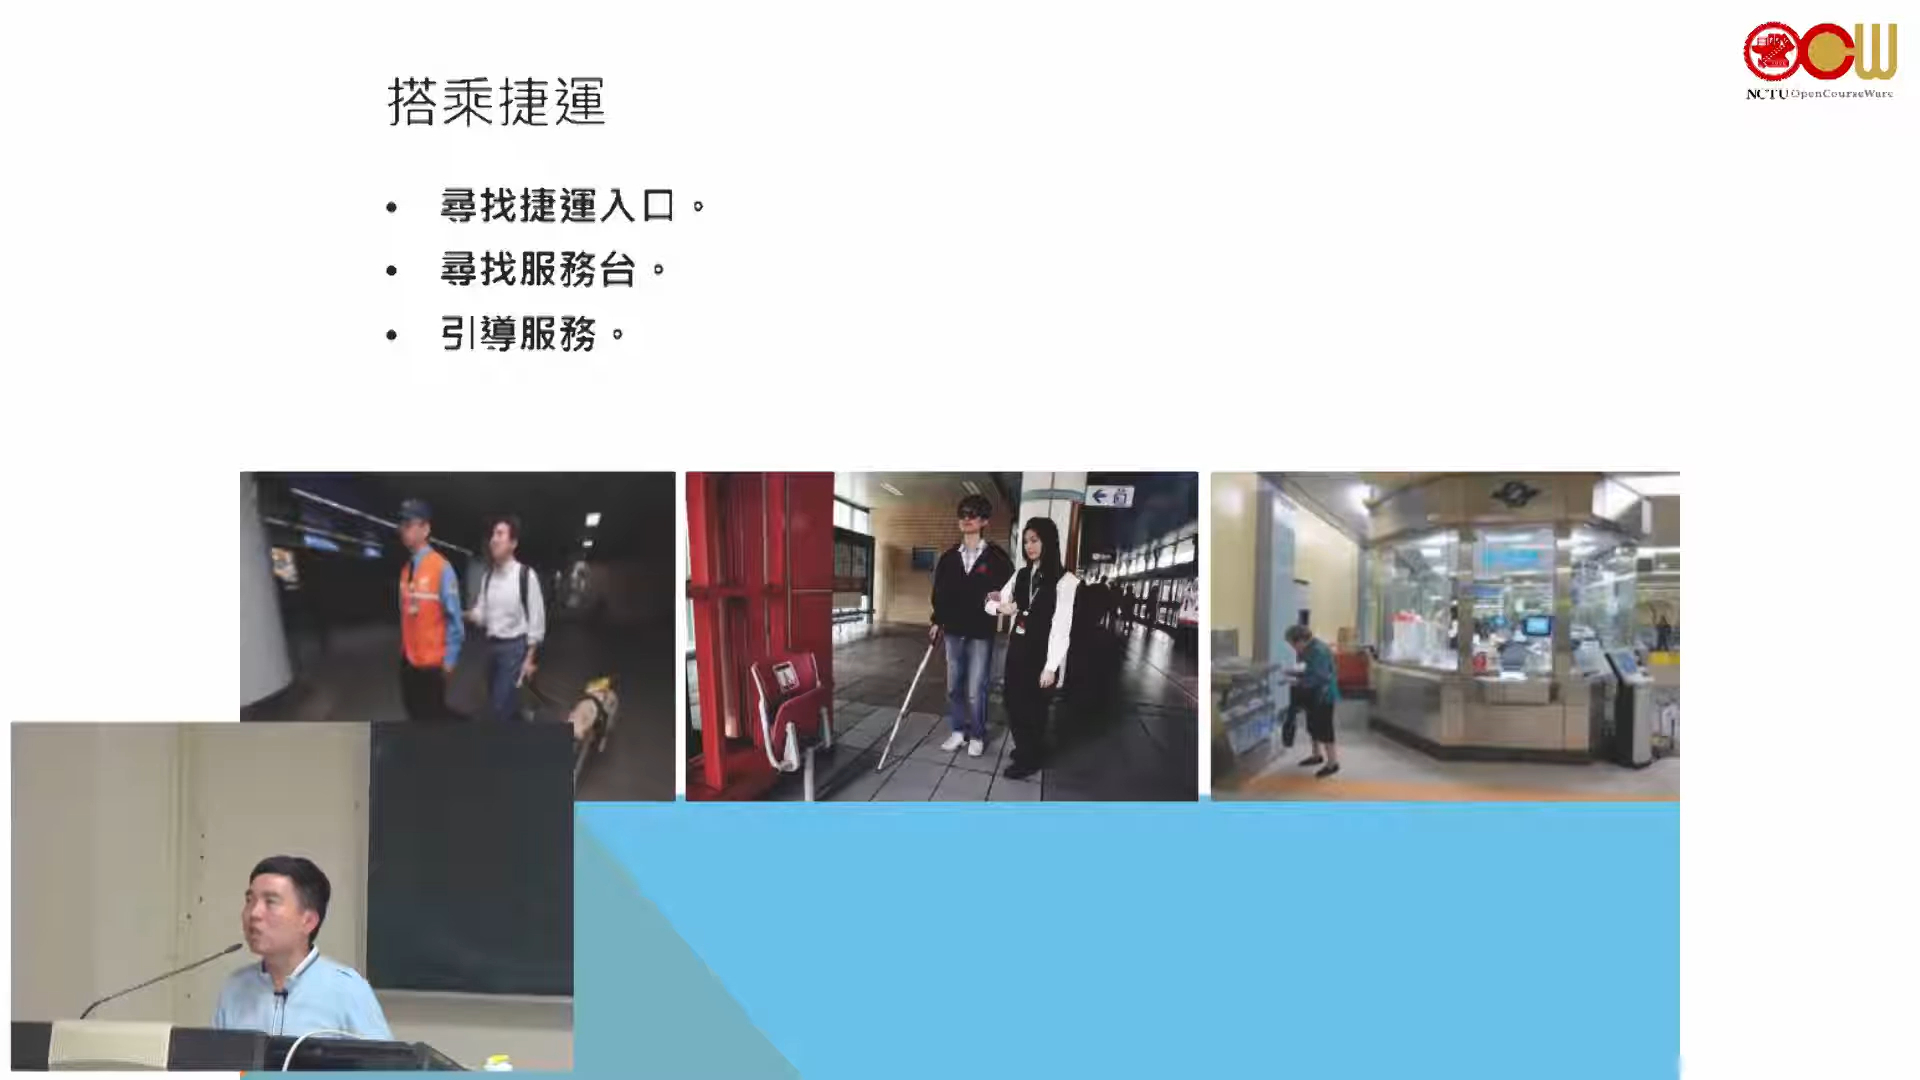 搭乘捷運
NCTU OpenCourseWare
• 尋找捷運入口。
• 尋找服務台。
• 引導服務。